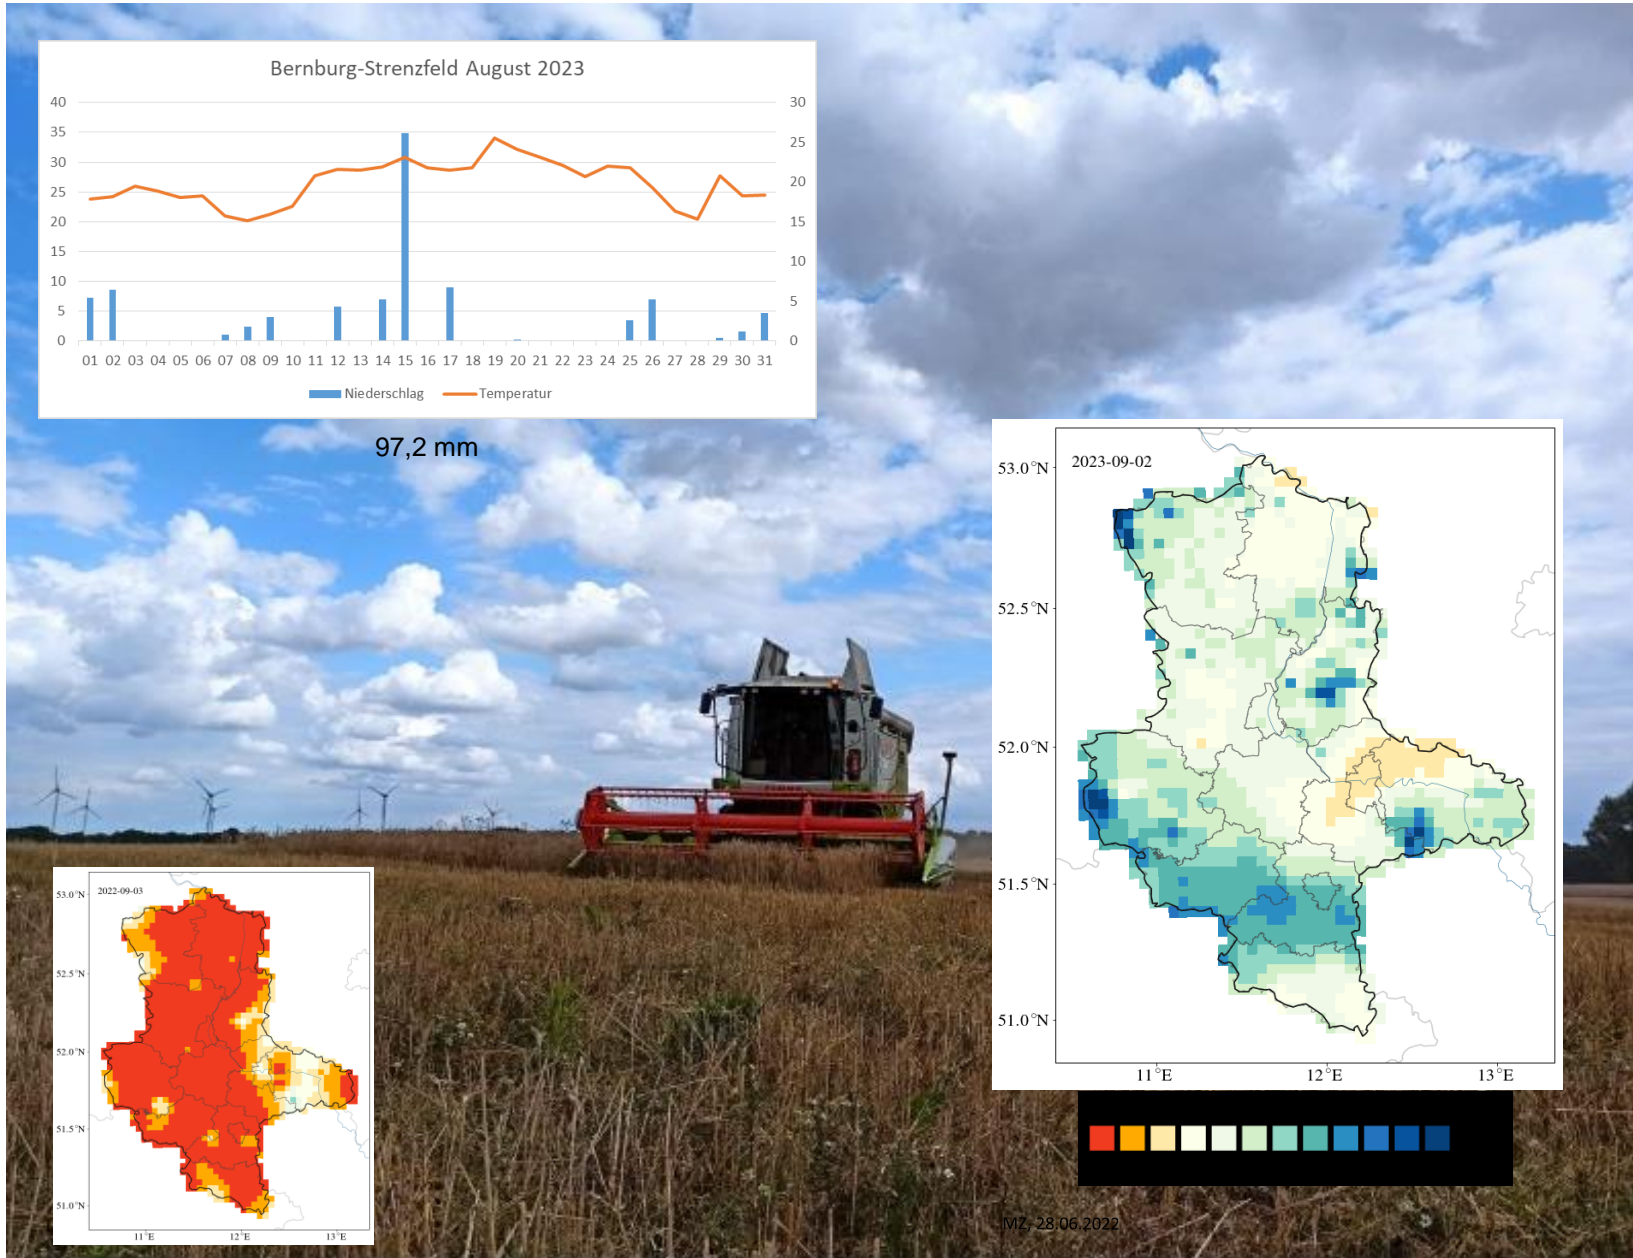 Bernburg-Strenzfeld August 2023
40 30
35 25
30 20
25 15
20 10
15 5
10 0
5
0
01 02 03 04 05 06 07 08 09 10 11 12 13 14 15 16 17 18 19 20 21 22 23 24 25 26 27 28 29 30 31
Niederschlag Temperatur
97,2 mm
2023-09-02
53.0°N
52.5°N
52.0°N
51.5°N
51.0°N
11°E 12°E 13°E
2022-09-03
53.0°N
52.5°N
52.0°N
51.5°N
51.0°N
11°E 12°E 13°E
MZ, 28.06.2022